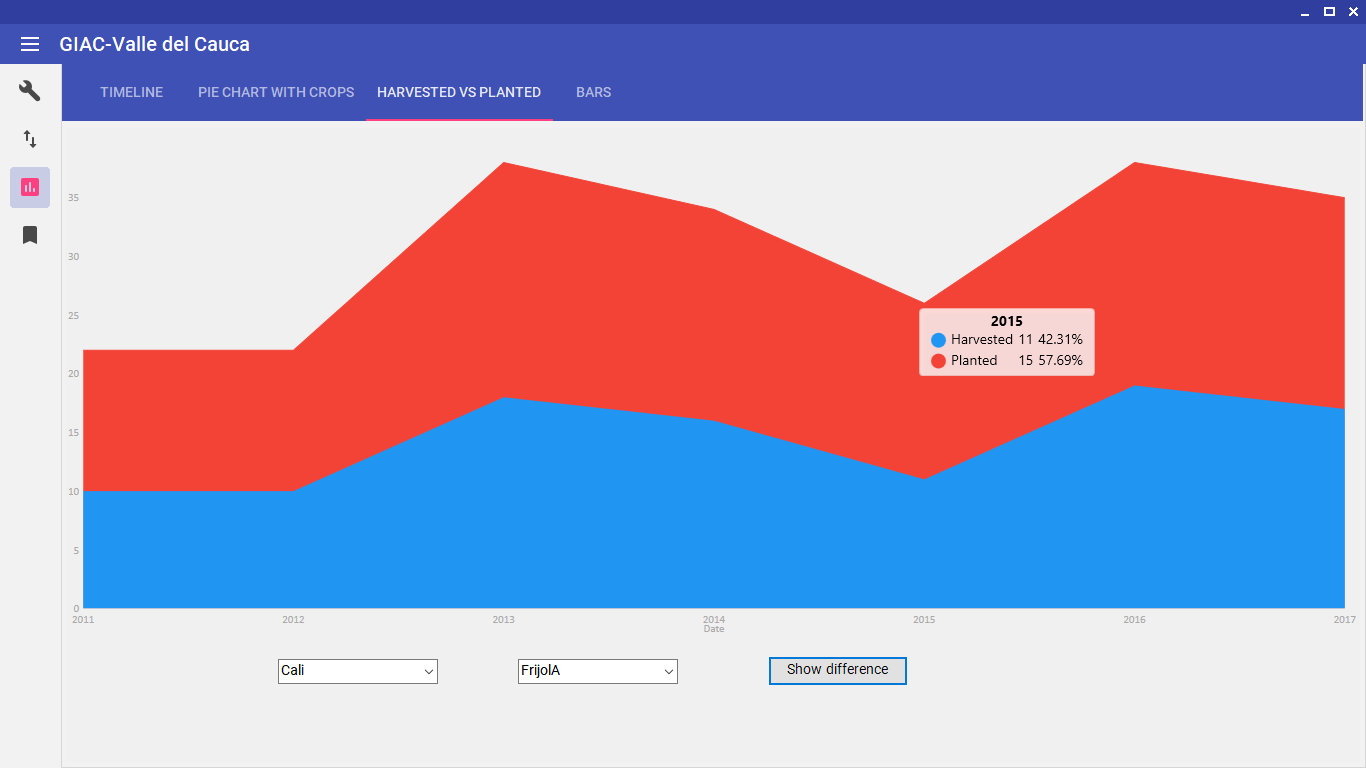 GIAC-Valle del Cauca
TIMELINE PIE CHART WITH CROPS HARVESTED VS PLANTED BARS
35
30
25
2015
Harvested 11 42.31%
Planted 15 57.69%
20
15
10
5
0
2011 2012 2013 2014 2015 2016 2017
Date
Cali FrijolA Show difference